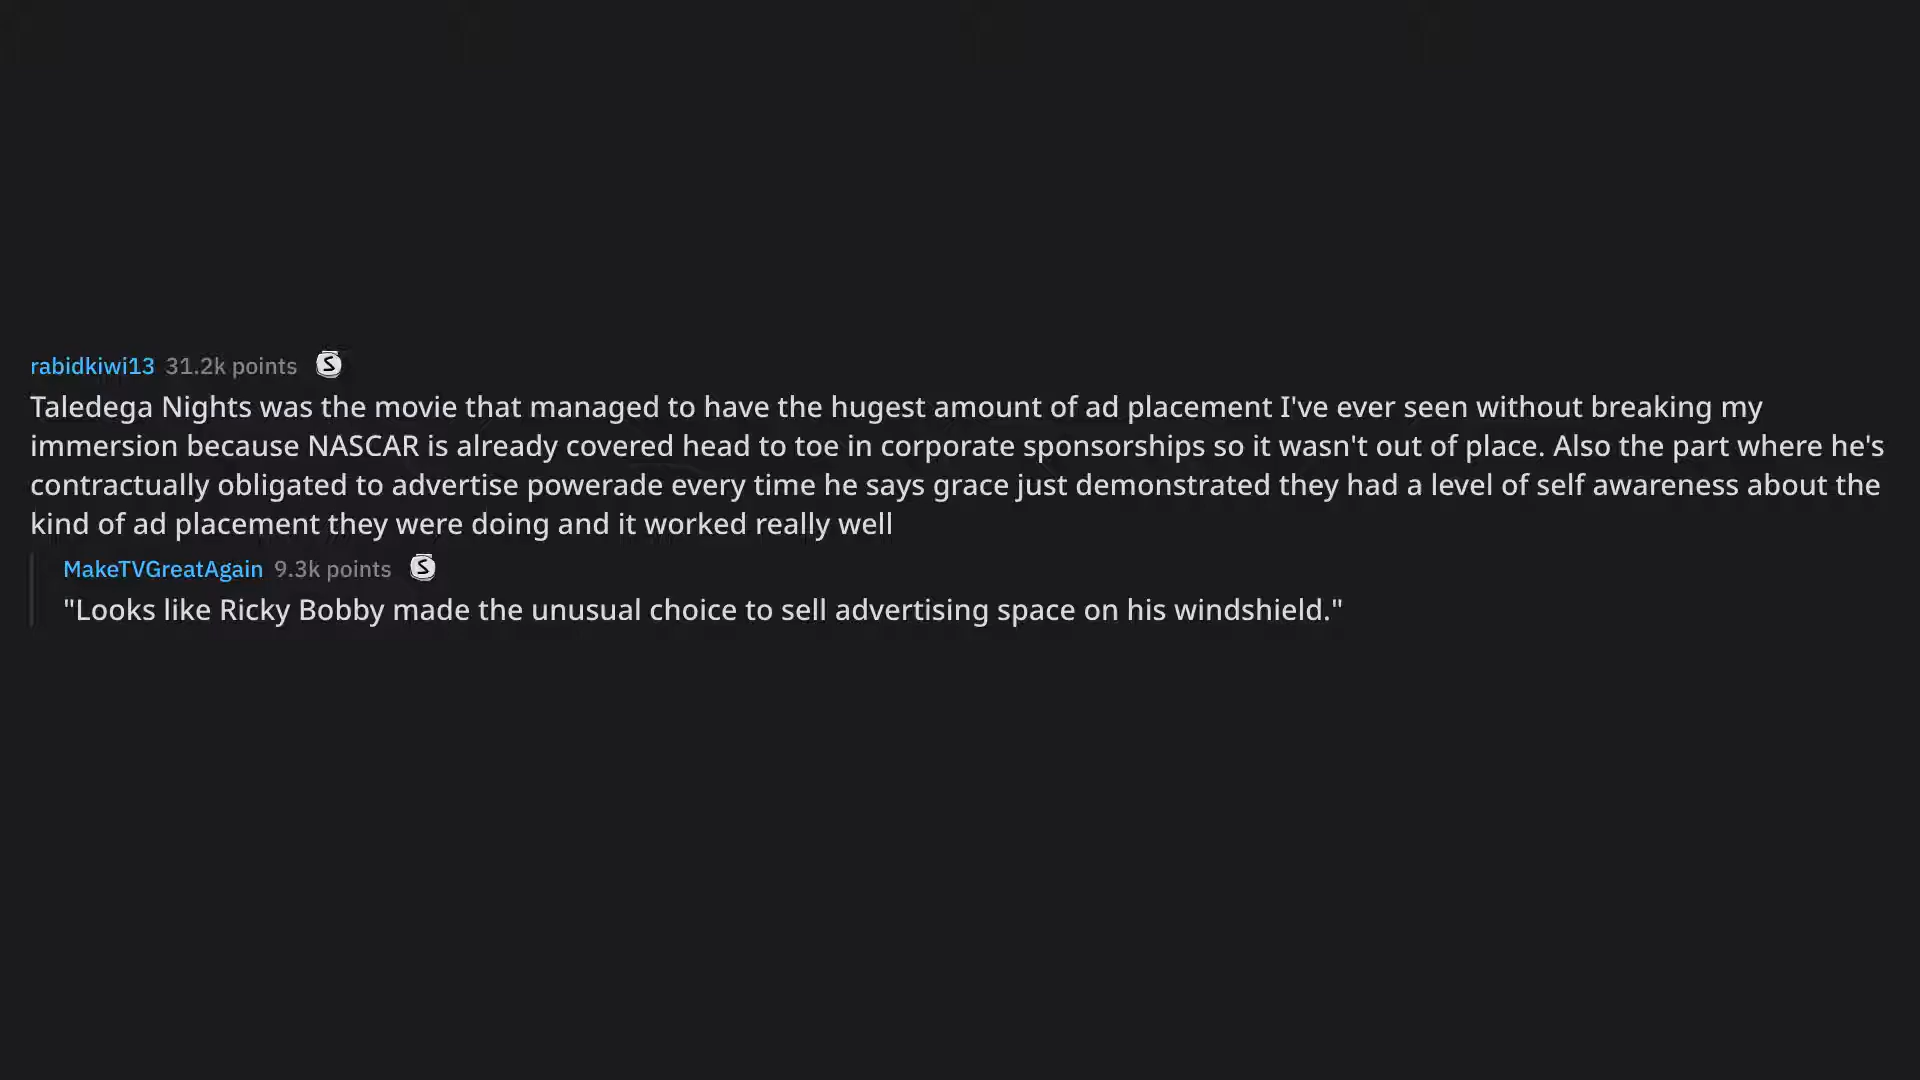 rabidkiwi13 31.2k points S
Taledega Nights was the movie that managed to have the hugest amount of ad placement I've ever seen without breaking my
immersion because NASCAR is already covered head to toe in corporate sponsorships so it wasn't out of place. Also the part where he's
contractually obligated to advertise powerade every time he says grace just demonstrated they had a level of self awareness about the
kind of ad placement they were doing and it worked really well
MakeTVGreatAgain 9.3k points S
"Looks like Ricky Bobby made the unusual choice to sell advertising space on his windshield."